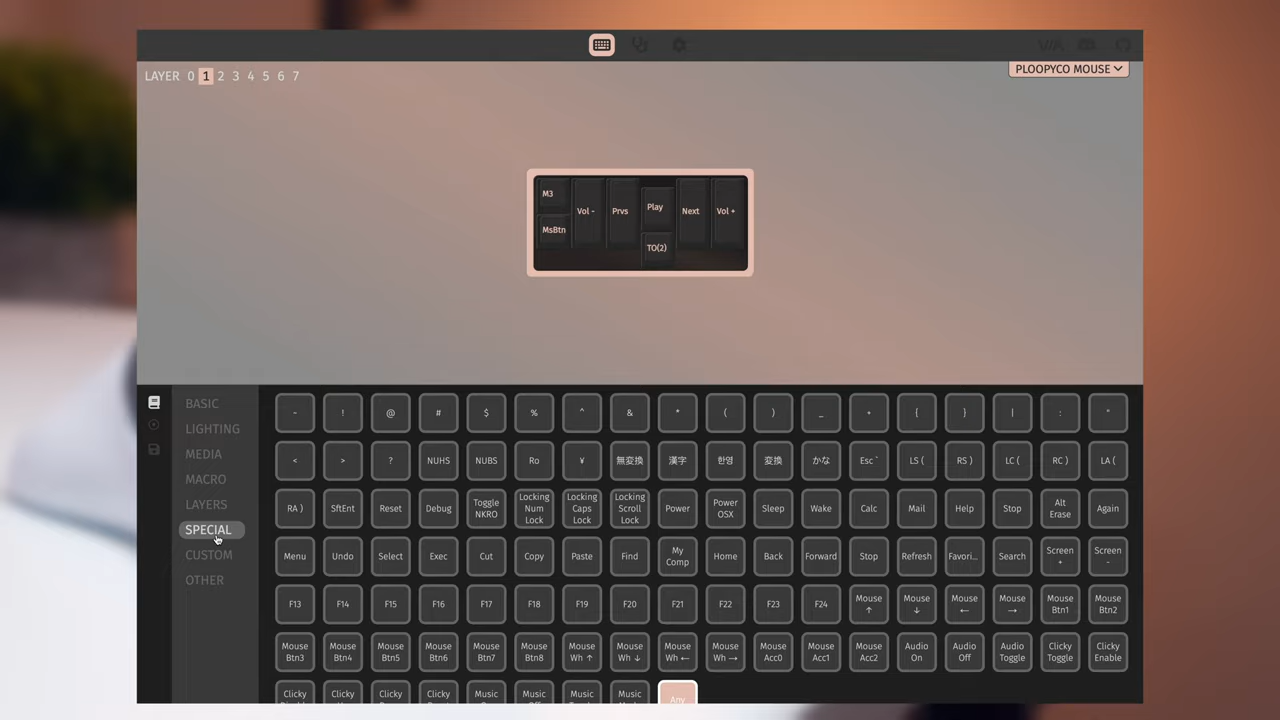 LAYER 0 1 2 3 4 5 6 7
PLOOPYCO MOUSE
M3
MsBtn
Vol -
Prvs
Play
TO(2)
Next
Vol +
BASIC
LIGHTING
MEDIA
MACRO
LAYERS
SPECIAL
CUSTOM
OTHER
- ! @ # $ % ^ & * ( ) _ + { } | : "
< > ? NUHS NUBS Ro ¥ 無変換 漢字 한영 変換 かな Esc ` LS ( RS ) LC ( RC ) LA (
RA ) SftEnt Reset Debug Toggle NKRO Locking Num Lock Locking Caps Lock Locking Scroll Lock Power Power OSX Sleep Wake Calc Mail Help Stop Alt Erase Again
Menu Undo Select Exec Cut Copy Paste Find My Comp Home Back Forward Stop Refresh Favori... Search Screen + Screen -
F13 F14 F15 F16 F17 F18 F19 F20 F21 F22 F23 F24 Mouse ↑ Mouse ↓ Mouse ← Mouse → Mouse Btn1 Mouse Btn2
Mouse Btn3 Mouse Btn4 Mouse Btn5 Mouse Btn6 Mouse Btn7 Mouse Btn8 Mouse Wh ↑ Mouse Wh ↓ Mouse Wh ← Mouse Wh → Mouse Acc0 Mouse Acc1 Mouse Acc2 Audio On Audio Off Audio Toggle Clicky Toggle Clicky Enable
Clicky Clicky Clicky Clicky Music Music Music Music Any